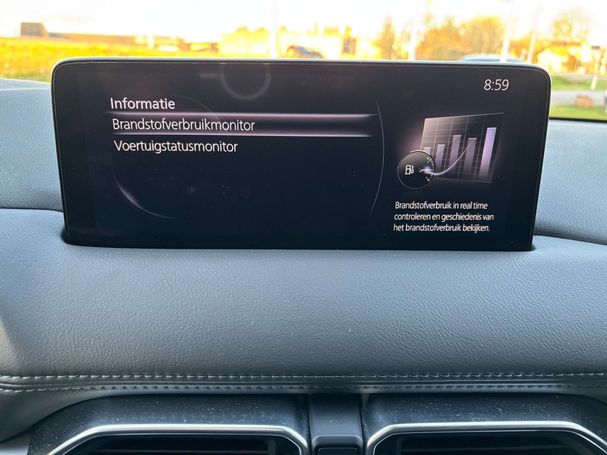 8:59
Informatie
Brandstofverbruikmonitor
Voertuigstatusmonitor
Brandstofverbruik in real time
controleren en geschiedenis van
het brandstofverbruik bekijken.